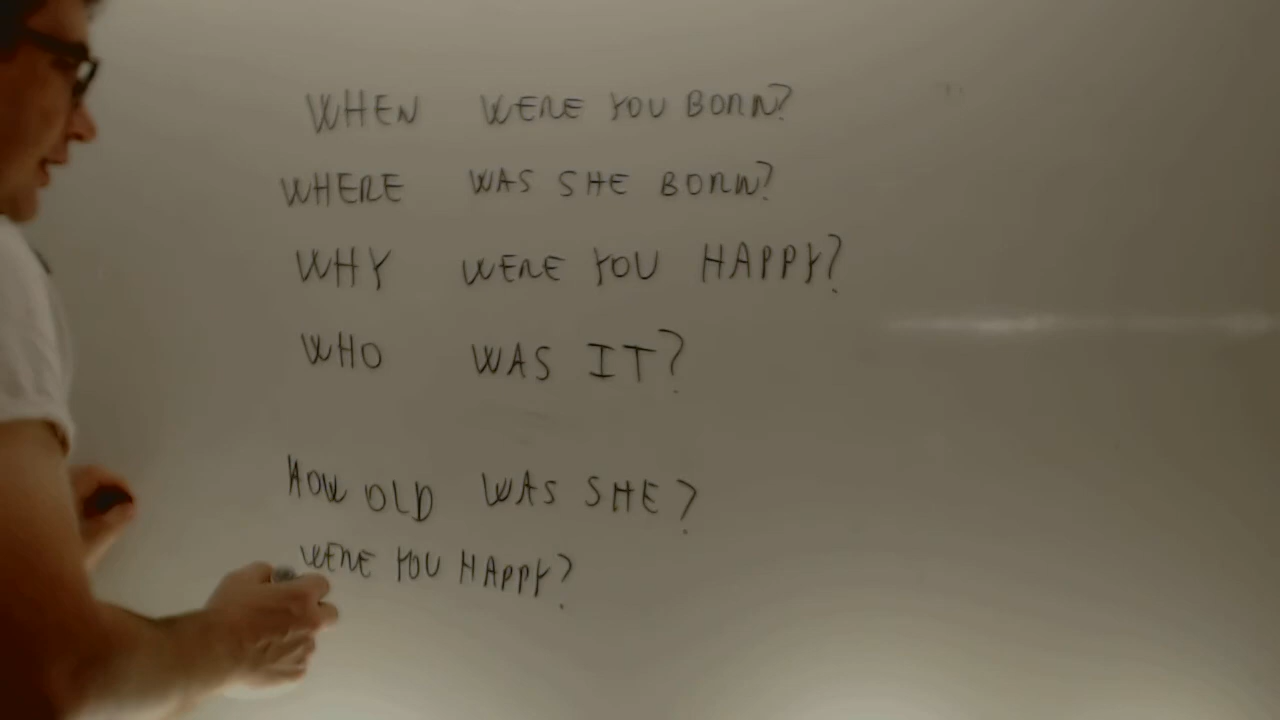 WHEN WERE YOU BORN?
WHERE WAS SHE BORN?
WHY WERE YOU HAPPY?
WHO WAS IT?
HOW OLD WAS SHE?
WERE YOU HAPPY?